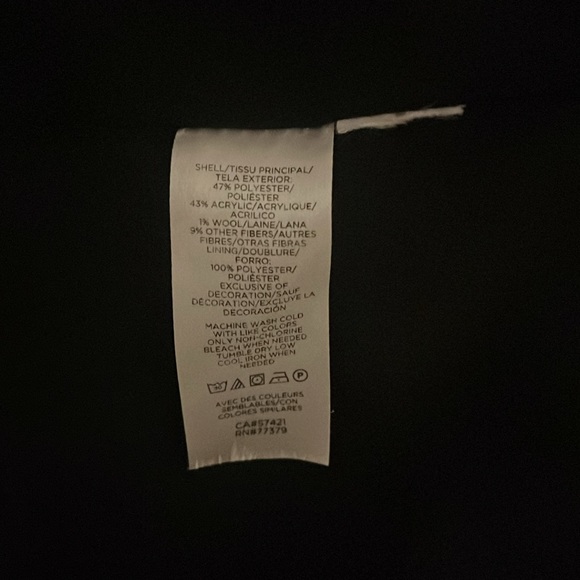 SHELL/TISSU PRINCIPAL/
TELA EXTERIOR:
47% POLYESTER/
POLIÉSTER
43% ACRYLIC/ACRYLIQUE/
ACRILICO
1% WOOL/LAINE/LANA
9% OTHER FIBERS/AUTRES
FIBRES/OTRAS FIBRAS
LINING/DOUBLURE/
FORRO:
100% POLYESTER/
POLIÉSTER
EXCLUSIVE OF
DECORATION/SAUF
DÉCORATION/EXCLUYE LA
DECORACIÓN
MACHINE WASH COLD
WITH LIKE COLORS
ONLY NON-CHLORINE
BLEACH WHEN NEEDED
TUMBLE DRY LOW
COOL IRON WHEN
NEEDED
P
AVEC DES COULEURS
SEMBLABLES/CON
COLORES SIMILARES
CA#57421
RN#77379